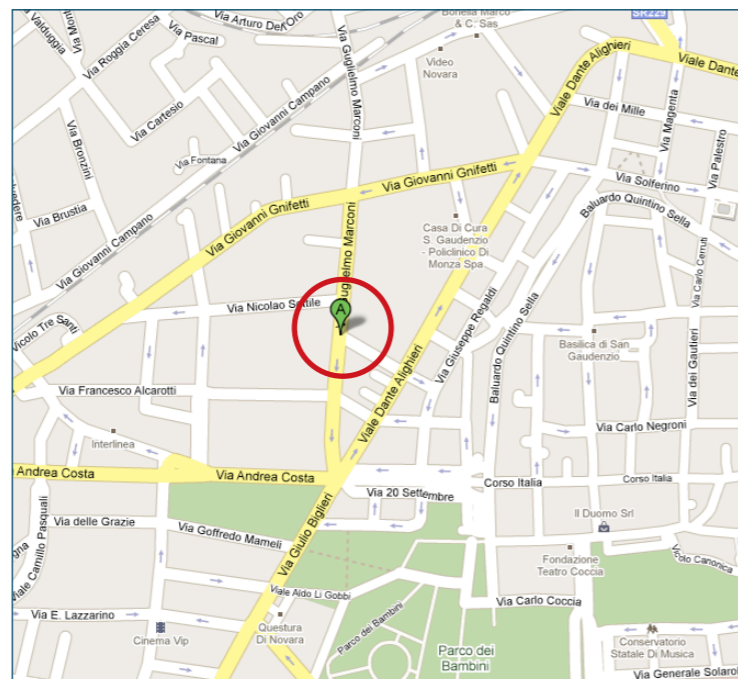 SR229
Bonella Marco
& C. Sas
Via Arturo Dell'Oro
Via Valduggia
Via Roggia Ceresa
Via Pascal
Via Guglielmo Marconi
Video
Novara
Viale Dante Alighieri
Viale Dante
Via Cartesio
Via Giovanni Campano
Via dei Mille
Via Magenta
Via Bronzini
Via Fontana
Via Palestro
Via Giovanni Gnifetti
Via Solferino
Via Brustia
Via Giovanni Gnifetti
Baluardo Quintino Sella
Via Giovanni Campano
Casa Di Cura
S. Gaudenzio
- Policlinico Di
Monza Spa
Guglielmo Marconi
Via Carlo Cerruti
Via Nicolao Sottile
A
Via Giuseppe Regaldi
Baluardo Quintino Sella
Vicolo Tre Santi
Basilica di San
Gaudenzio
Via dei Gautieri
Via Francesco Alcarotti
Viale Dante Alighieri
Via Carlo Negroni
Interlinea
Andrea Costa
Via Andrea Costa
Corso Italia
Corso Italia
Via 20 Settembre
Via delle Grazie
Via Goffredo Mameli
Il Duomo Srl
Viale Camillo Pasquali
Via Giulio Biglieri
Fondazione
Teatro Coccia
Vicolo Canonica
Viale Aldo Li Gobbi
Via Carlo Coccia
Via E. Lazzarino
Questura
Di Novara
Cinema Vip
Parco dei Bambini
Parco dei
Bambini
Conservatorio
Statale Di Musica
Via Generale Solaroli